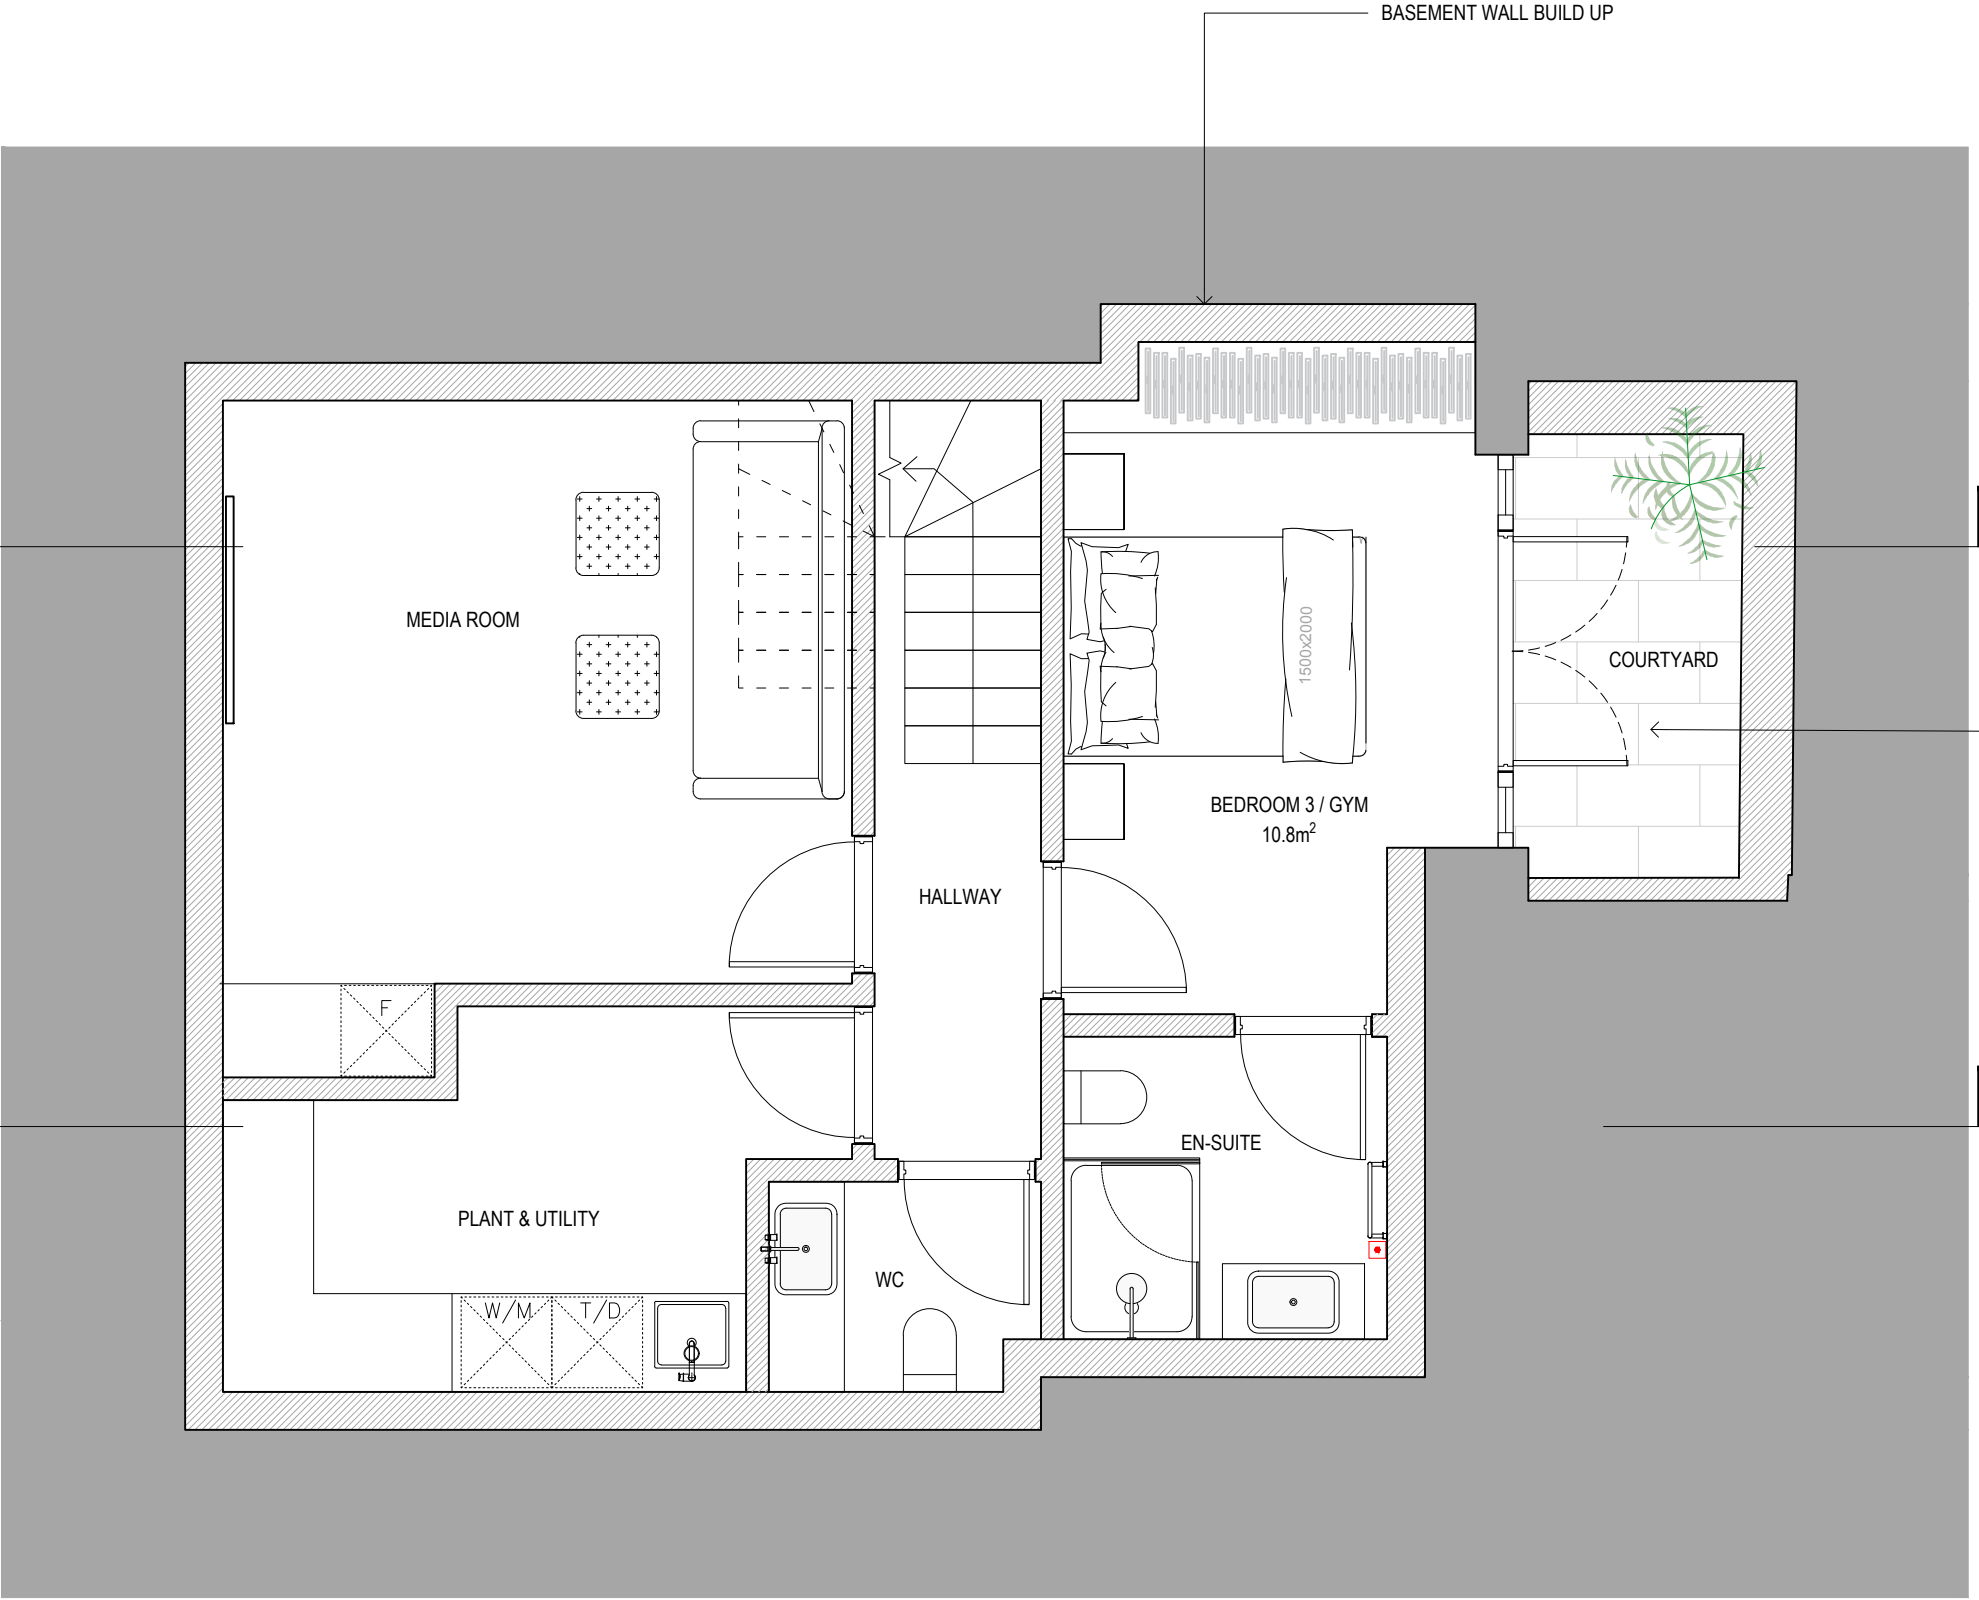 BASEMENT WALL BUILD UP
MEDIA ROOM
1500x2000
COURTYARD
BEDROOM 3 / GYM
10.8m²
HALLWAY
F
EN-SUITE
PLANT & UTILITY
WC
W/M
T/D